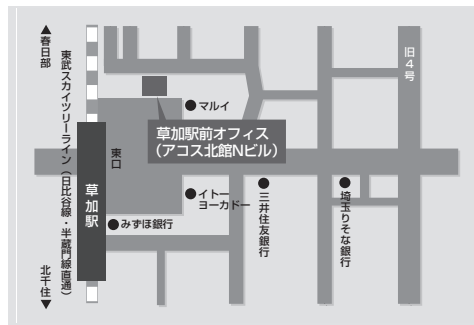 ▲春日部
東武スカイツリーライン（日比谷線・半蔵門線直通）
北千住▼
草加駅
東口
マルイ
草加駅前オフィス
（アコス北館Nビル）
イトー
ヨーカドー
みずほ銀行
三井住友銀行
埼玉りそな銀行
旧4号